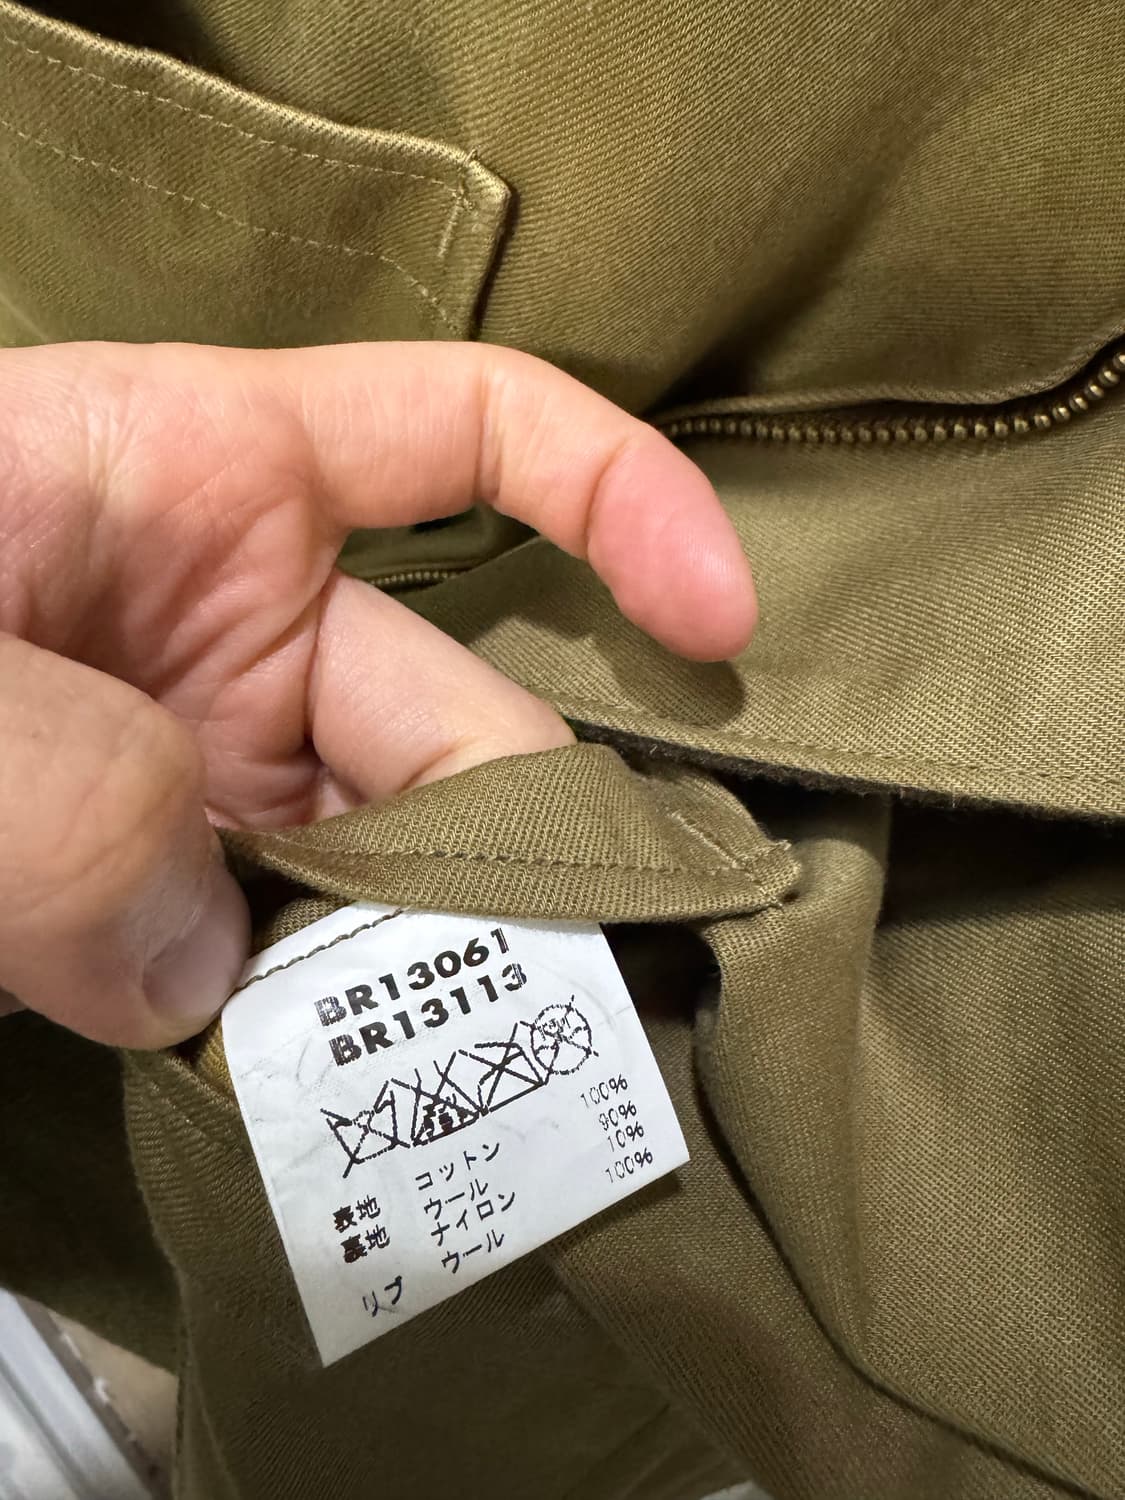 BR13061
BR13113
表地 コットン 100%
裏地 ウール 90%
ナイロン 10%
リブ ウール 100%